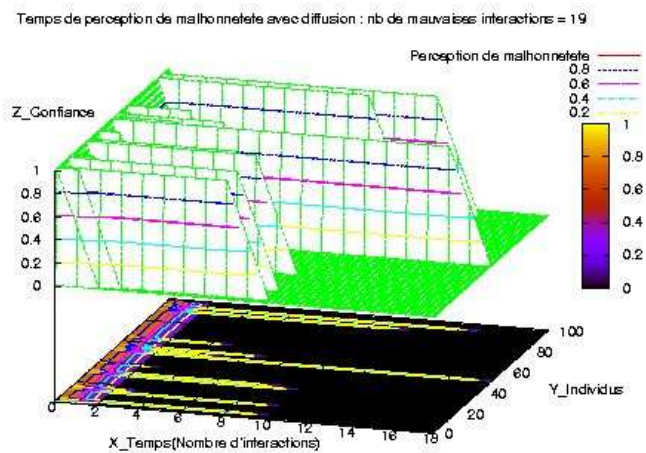 Temps de perception de malhonnetete avec diffusion : nb de mauvaises interactions = 19
Perception de malhonnetete
0.8
0.6
0.4
0.2
Z_Confiance
1
0.8
0.6
0.4
0.2
0
1
0.8
0.6
0.4
0.2
0
0 2 4 6 8 10 12 14 16 19
X_Temps(Nombre d'interactions)
0 20 40 60 80 100
Y_Individus